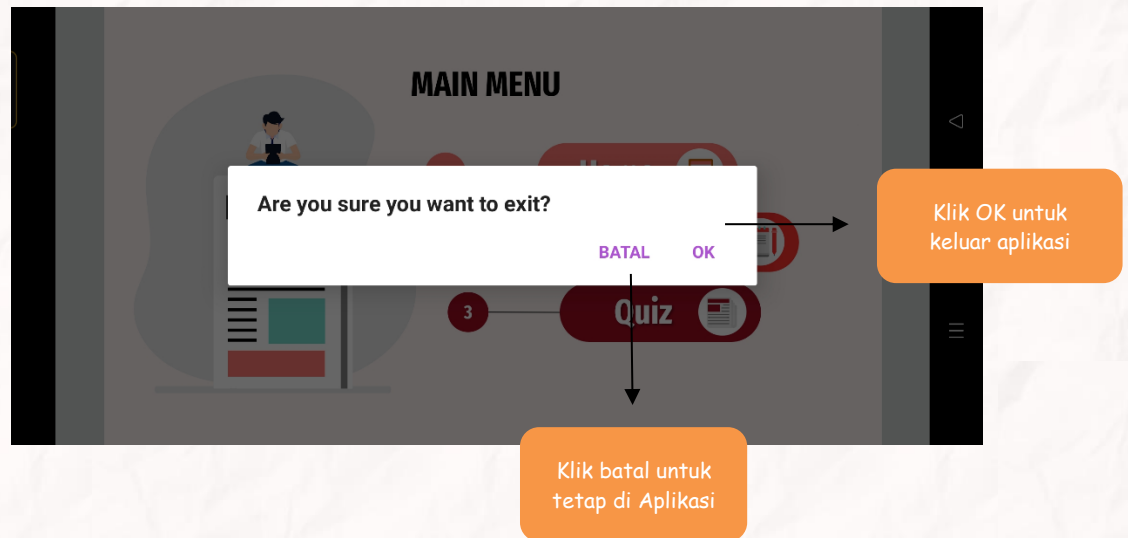 MAIN MENU
Are you sure you want to exit?
BATAL OK
Klik OK untuk
keluar aplikasi
3 Quiz
Klik batal untuk
tetap di Aplikasi